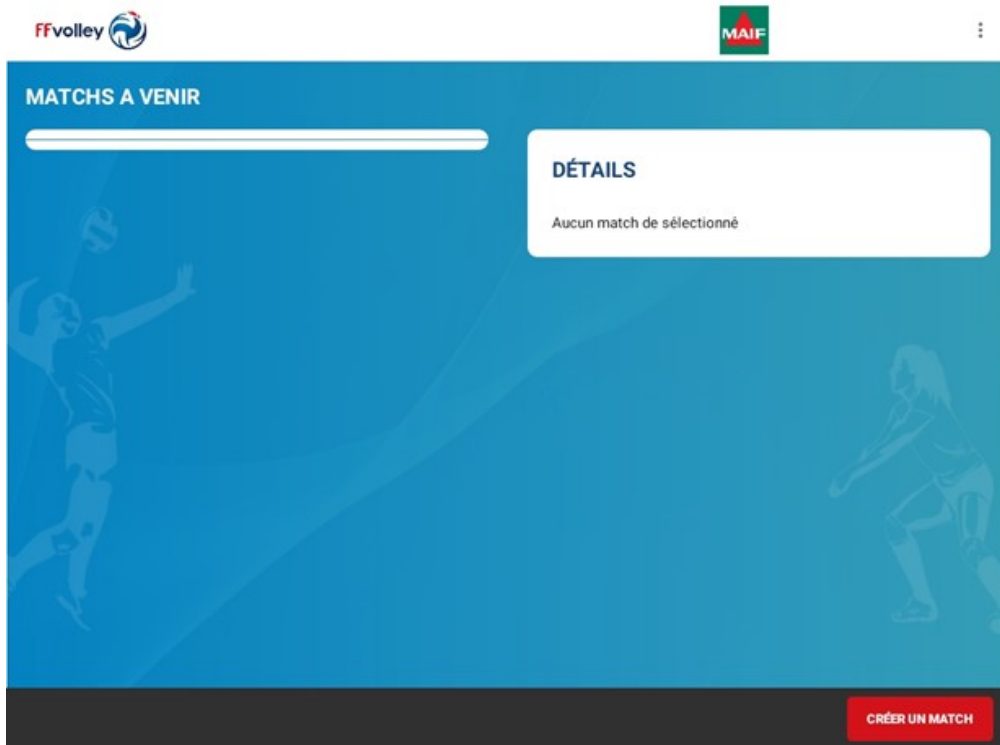 FFvolley
MAIF
MATCHS A VENIR
DÉTAILS
Aucun match de sélectionné
CRÉER UN MATCH